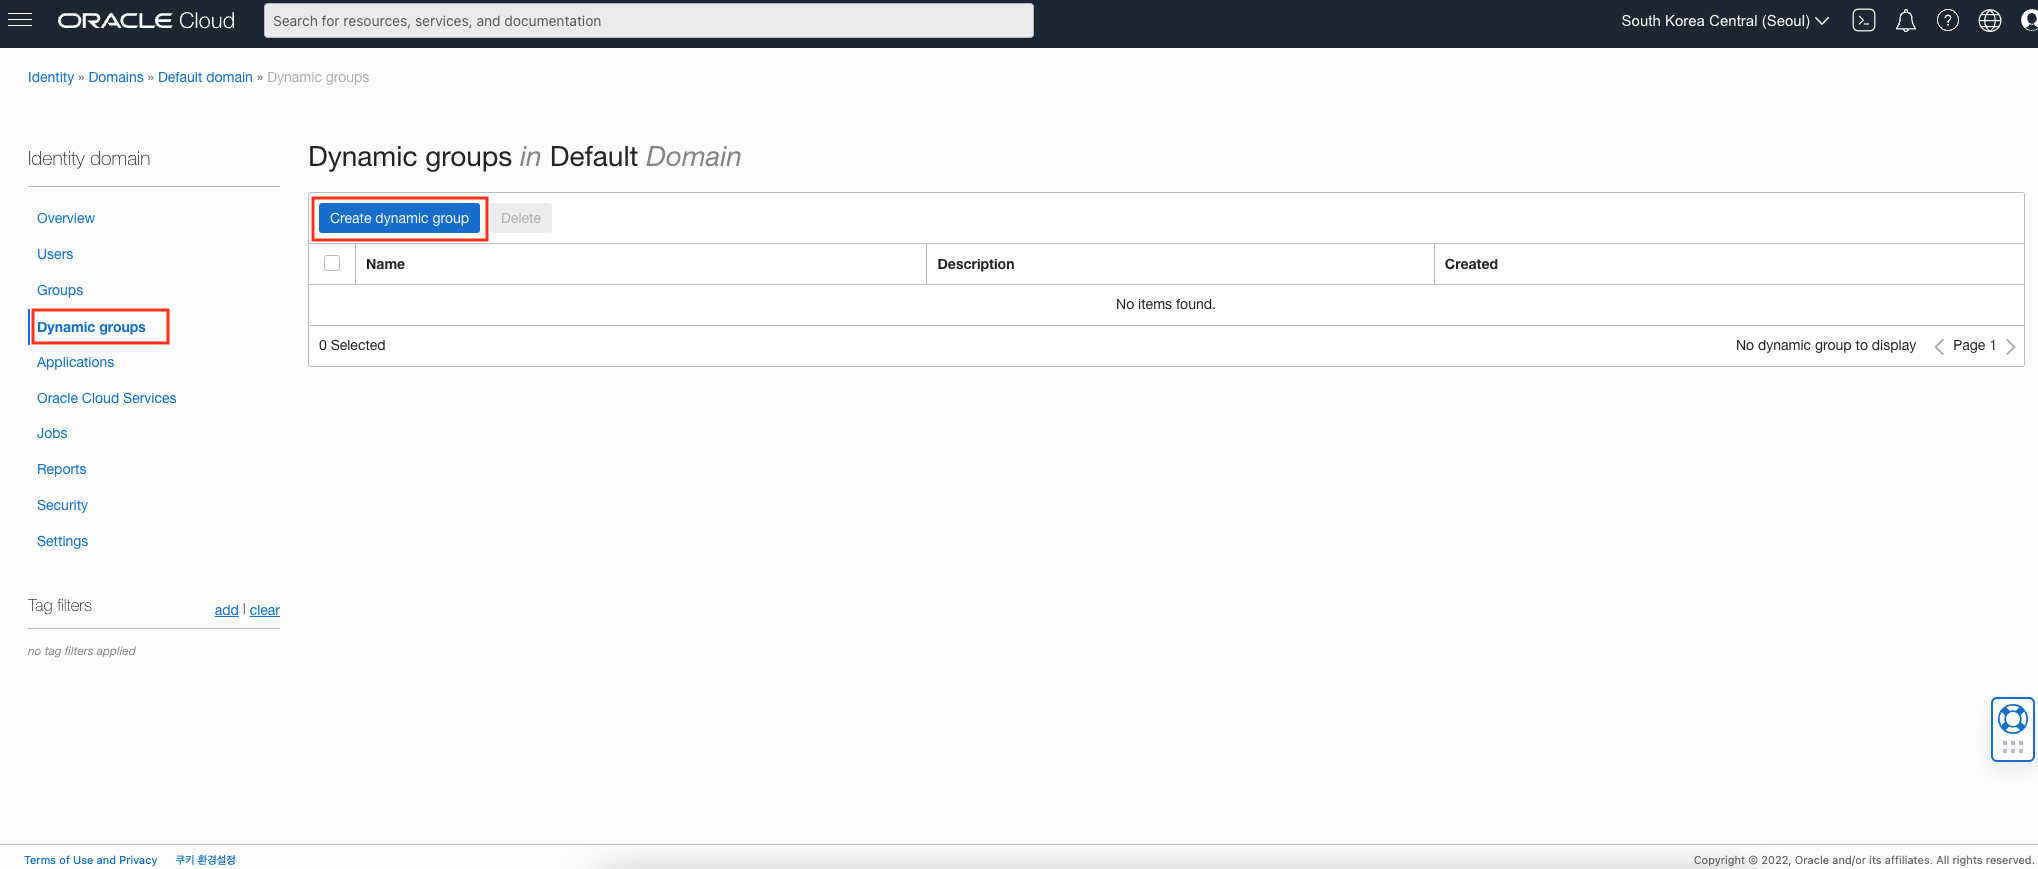 ORACLE Cloud
Search for resources, services, and documentation
South Korea Central (Seoul)
Identity » Domains » Default domain » Dynamic groups
Identity domain
Overview
Users
Groups
Dynamic groups
Applications
Oracle Cloud Services
Jobs
Reports
Security
Settings
Tag filters
add | clear
no tag filters applied
Dynamic groups in Default Domain
Create dynamic group Delete
Name Description Created
No items found.
0 Selected No dynamic group to display Page 1
Terms of Use and Privacy 쿠키 환경설정
Copyright © 2022, Oracle and/or its affiliates. All rights reserved.